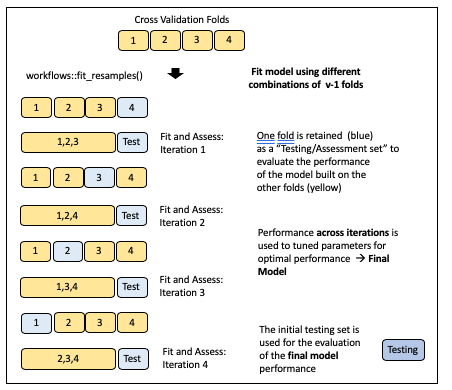 Cross Validation Folds
1 2 3 4
workflows::fit_resamples()
Fit model using different
combinations of v-1 folds
1 2 3 4
1,2,3 Test
Fit and Assess:
Iteration 1
One fold is retained (blue)
as a "Testing/Assessment set" to
evaluate the performance
of the model built on the
other folds (yellow)
1 2 3 4
1,2,4 Test
Fit and Assess:
Iteration 2
1 2 3 4
Performance across iterations is
used to tuned parameters for
optimal performance → Final
Model
1,3,4 Test
Fit and Assess:
Iteration 3
1 2 3 4
2,3,4 Test
Fit and Assess:
Iteration 4
The initial testing set is
used for the evaluation
of the final model
performance
Testing